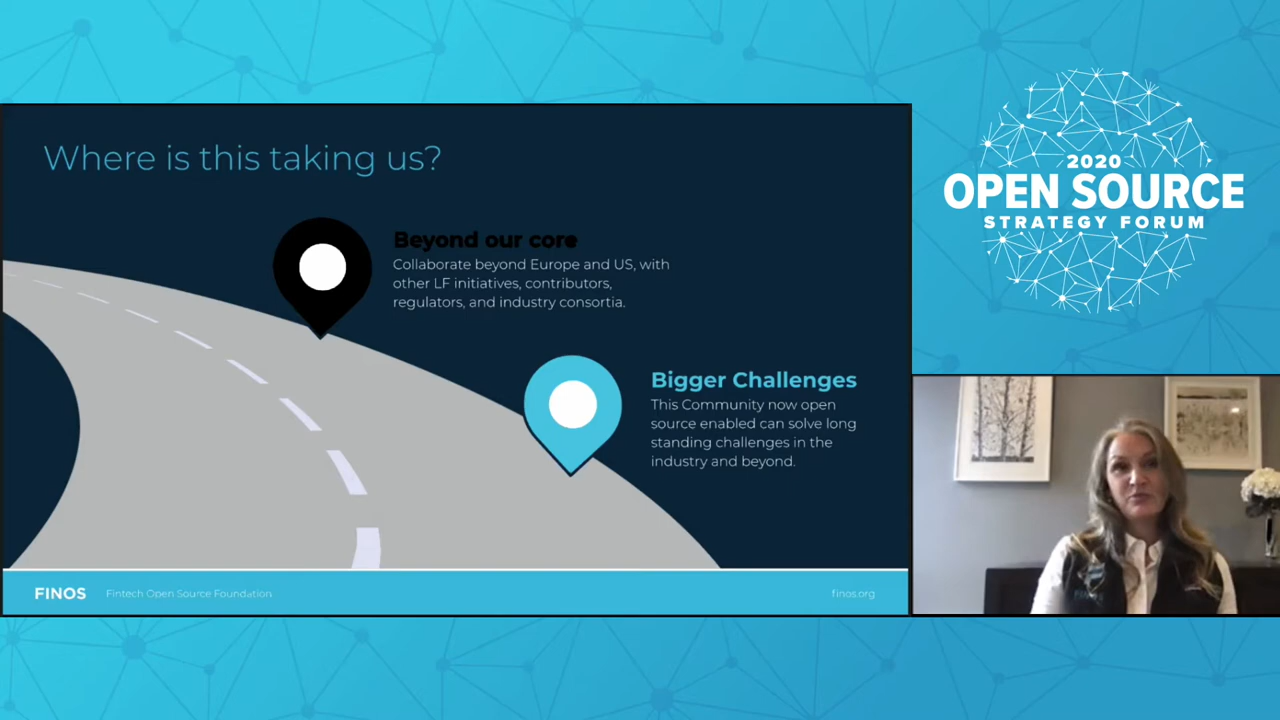 Where is this taking us?
Beyond our core
Collaborate beyond Europe and US, with
other LF initiatives, contributors,
regulators, and industry consortia.
Bigger Challenges
This Community now open
source enabled can solve long
standing challenges in the
industry and beyond.
FINOS Fintech Open Source Foundation finos.org
2020
OPEN SOURCE
STRATEGY FORUM